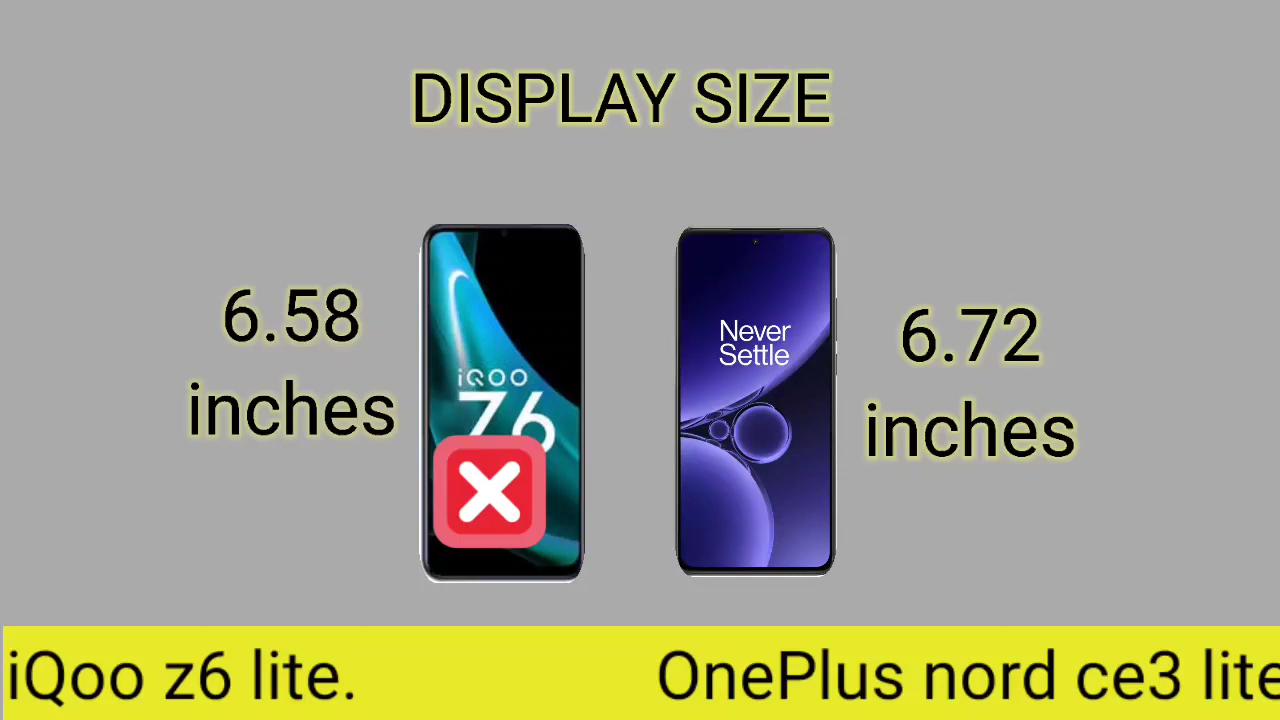 DISPLAY SIZE
6.58
inches
iQOO
Z6
Never
Settle
6.72
inches
iQoo z6 lite.
OnePlus nord ce3 lite